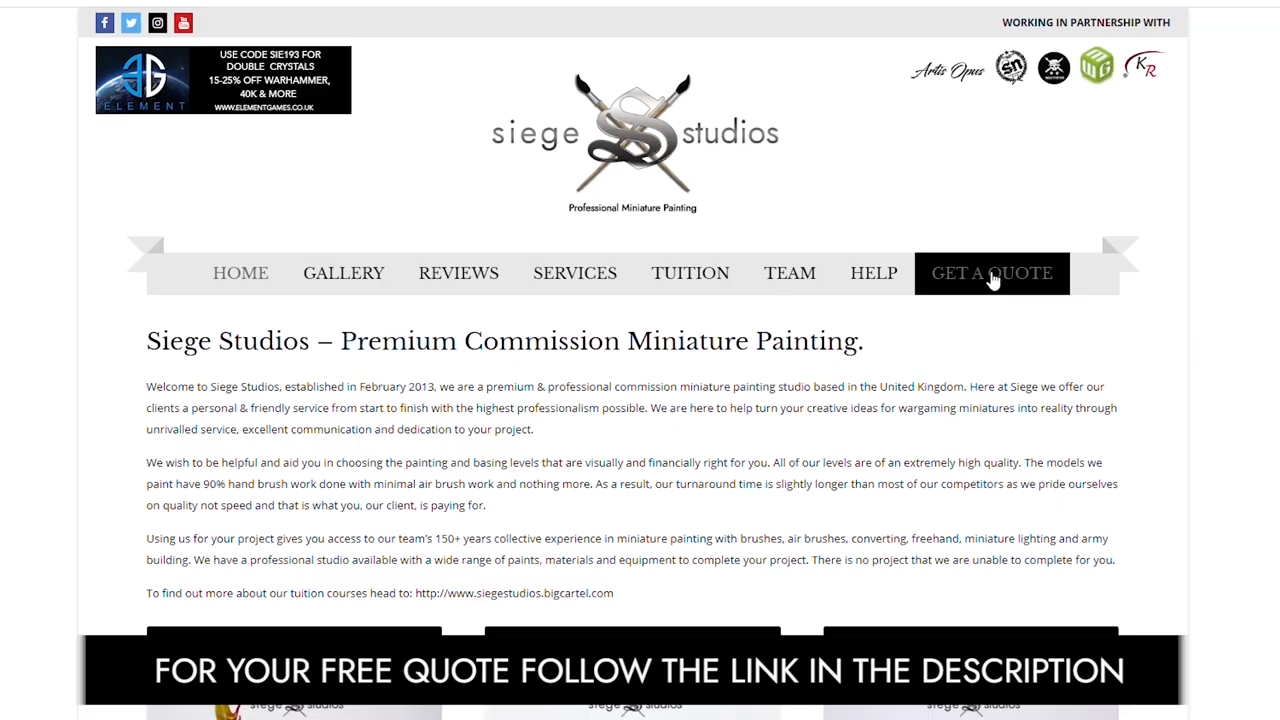 WORKING IN PARTNERSHIP WITH
USE CODE SIE193 FOR
DOUBLE CRYSTALS
15-25% OFF WARHAMMER,
40K & MORE
WWW.ELEMENTGAMES.CO.UK
ELEMENT
Artis Opus
KR
siege studios
Professional Miniature Painting
HOME GALLERY REVIEWS SERVICES TUITION TEAM HELP GET A QUOTE
Siege Studios – Premium Commission Miniature Painting.
Welcome to Siege Studios, established in February 2013, we are a premium & professional commission miniature painting studio based in the United Kingdom. Here at Siege we offer our
clients a personal & friendly service from start to finish with the highest professionalism possible. We are here to help turn your creative ideas for wargaming miniatures into reality through
unrivalled service, excellent communication and dedication to your project.
We wish to be helpful and aid you in choosing the painting and basing levels that are visually and financially right for you. All of our levels are of an extremely high quality. The models we
paint have 90% hand brush work done with minimal air brush work and nothing more. As a result, our turnaround time is slightly longer than most of our competitors as we pride ourselves
on quality not speed and that is what you, our client, is paying for.
Using us for your project gives you access to our team's 150+ years collective experience in miniature painting with brushes, air brushes, converting, freehand, miniature lighting and army
building. We have a professional studio available with a wide range of paints, materials and equipment to complete your project. There is no project that we are unable to complete for you.
To find out more about our tuition courses head to: http://www.siegestudios.bigcartel.com
FOR YOUR FREE QUOTE FOLLOW THE LINK IN THE DESCRIPTION